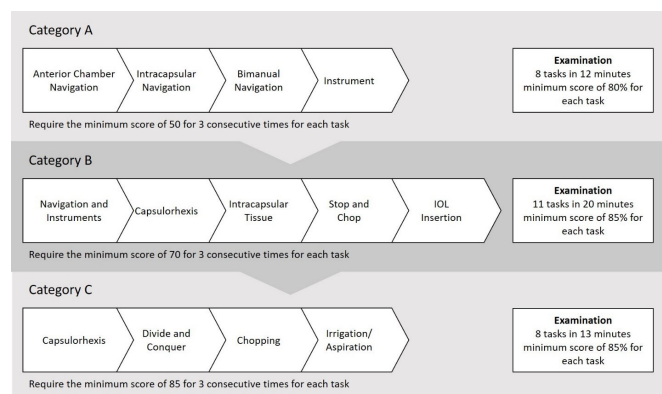 Category A
Anterior Chamber
Navigation
Intracapsular
Navigation
Bimanual
Navigation
Instrument
Examination
8 tasks in 12 minutes
minimum score of 80% for
each task
Require the minimum score of 50 for 3 consecutive times for each task
Category B
Navigation and
Instruments
Capsulorhexis
Intracapsular
Tissue
Stop and
Chop
IOL
Insertion
Examination
11 tasks in 20 minutes
minimum score of 85% for
each task
Require the minimum score of 70 for 3 consecutive times for each task
Category C
Capsulorhexis
Divide and
Conquer
Chopping
Irrigation/
Aspiration
Examination
8 tasks in 13 minutes
minimum score of 85% for
each task
Require the minimum score of 85 for 3 consecutive times for each task